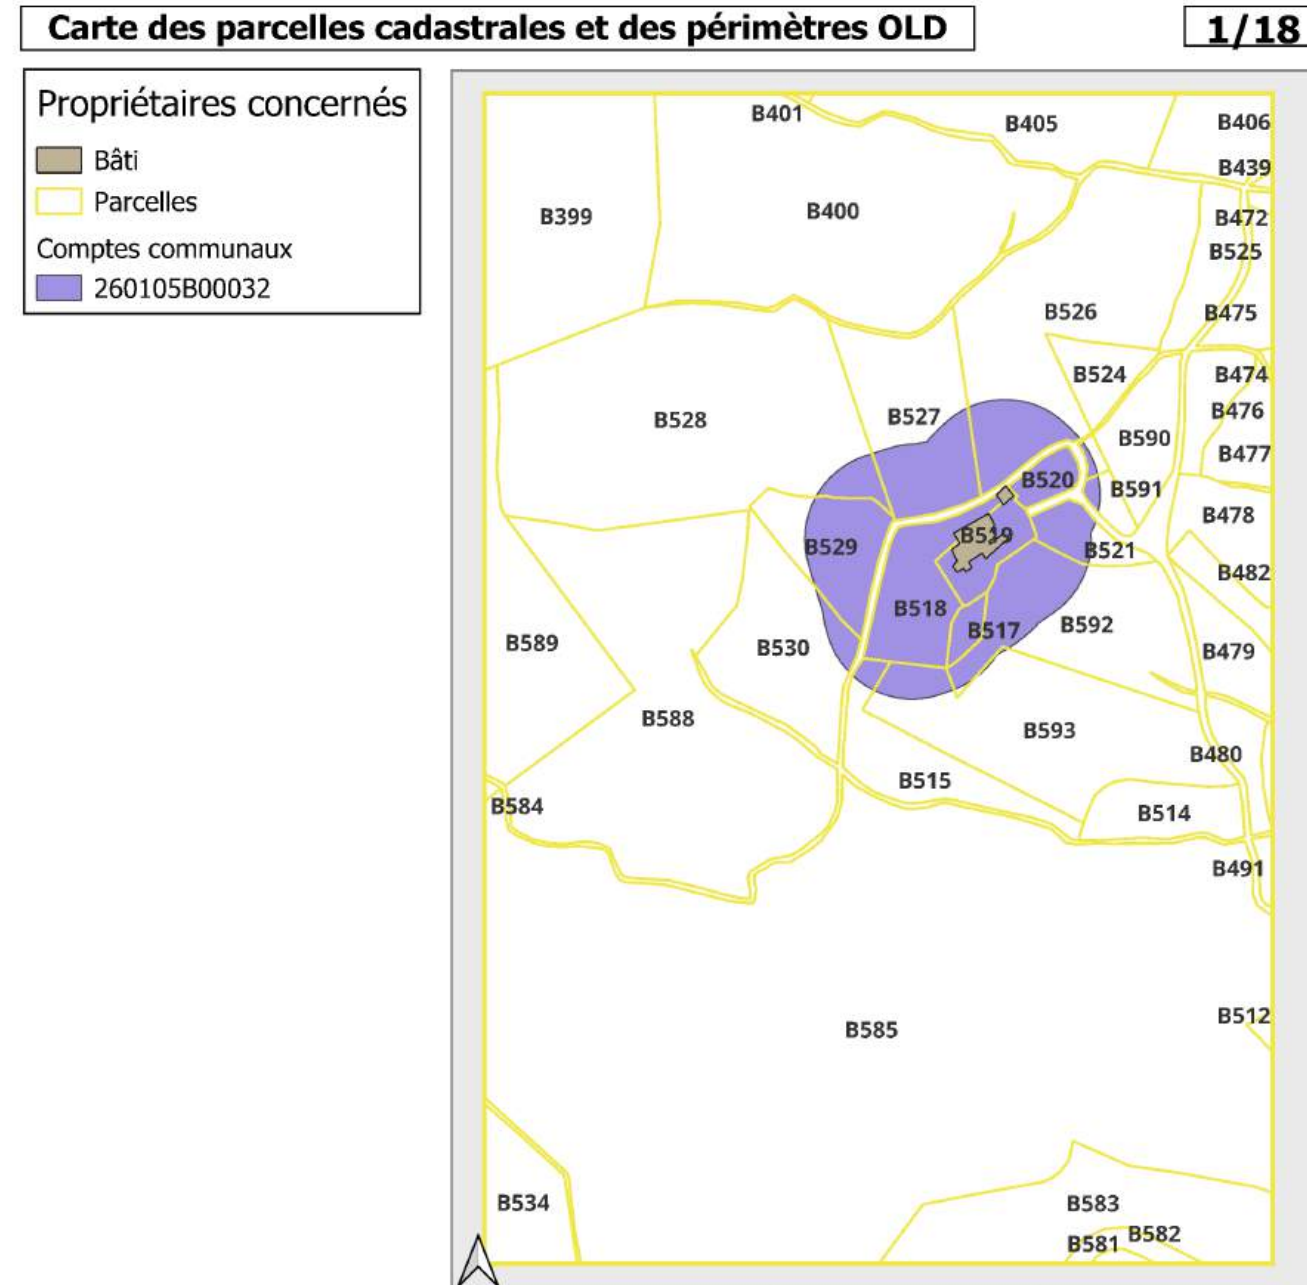 Carte des parcelles cadastrales et des périmètres OLD
1/18
Propriétaires concernés
Bâti
Parcelles
Comptes communaux
260105B00032
B401
B405
B406
B439
B399
B400
B472
B525
B526
B475
B524
B474
B476
B528
B527
B590
B477
B520
B591
B478
B529
B519
B521
B482
B518
B517
B592
B589
B530
B479
B588
B593
B480
B584
B515
B514
B491
B585
B512
B534
B583
B582
B581